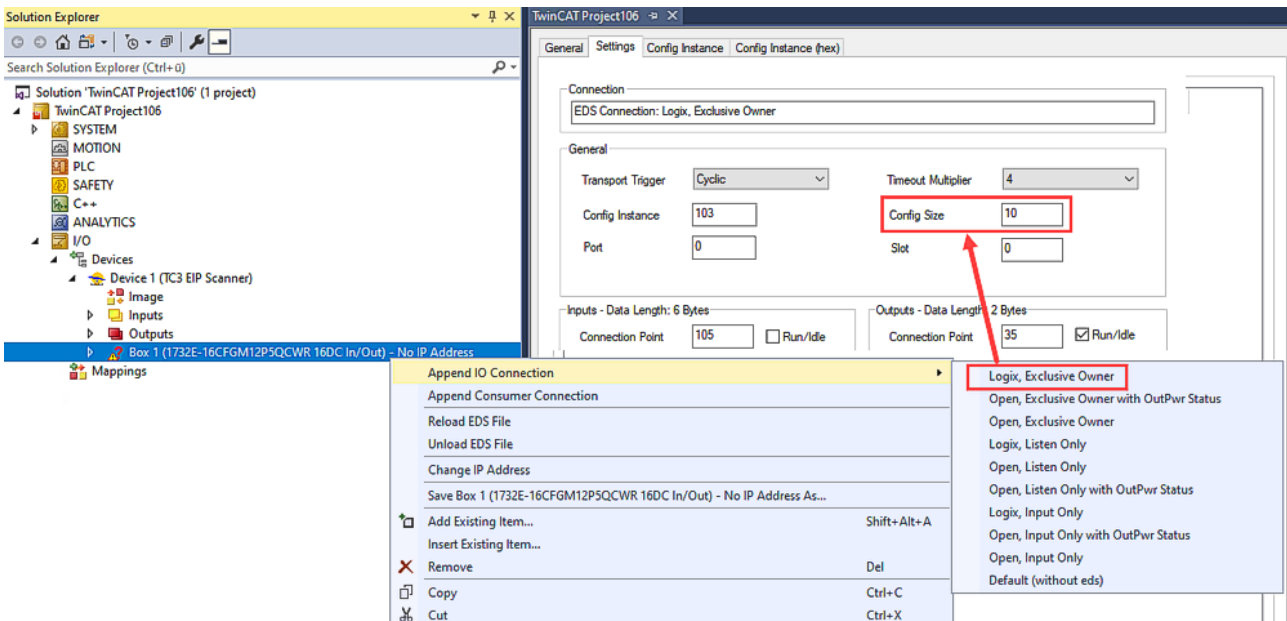 Solution Explorer
Search Solution Explorer (Ctrl+ü)
Solution 'TwinCAT Project106' (1 project)
TwinCAT Project106
SYSTEM
MOTION
PLC
SAFETY
C++
ANALYTICS
I/O
Devices
Device 1 (TC3 EIP Scanner)
Image
Inputs
Outputs
Box 1 (1732E-16CFGM12P5QCWR 16DC In/Out) - No IP Address
Mappings
TwinCAT Project106
General Settings Config Instance Config Instance (hex)
Connection
EDS Connection: Logix, Exclusive Owner
General
Transport Trigger Cyclic Timeout Multiplier 4
Config Instance 103 Config Size 10
Port 0 Slot 0
Inputs - Data Length: 6 Bytes Outputs - Data Length: 2 Bytes
Connection Point 105 Run/Idle Connection Point 35 Run/Idle
Append IO Connection
Append Consumer Connection
Reload EDS File
Unload EDS File
Change IP Address
Save Box 1 (1732E-16CFGM12P5QCWR 16DC In/Out) - No IP Address As...
Add Existing Item... Shift+Alt+A
Insert Existing Item...
Remove Del
Copy Ctrl+C
Cut Ctrl+X
Logix, Exclusive Owner
Open, Exclusive Owner with OutPwr Status
Open, Exclusive Owner
Logix, Listen Only
Open, Listen Only
Open, Listen Only with OutPwr Status
Logix, Input Only
Open, Input Only with OutPwr Status
Open, Input Only
Default (without eds)